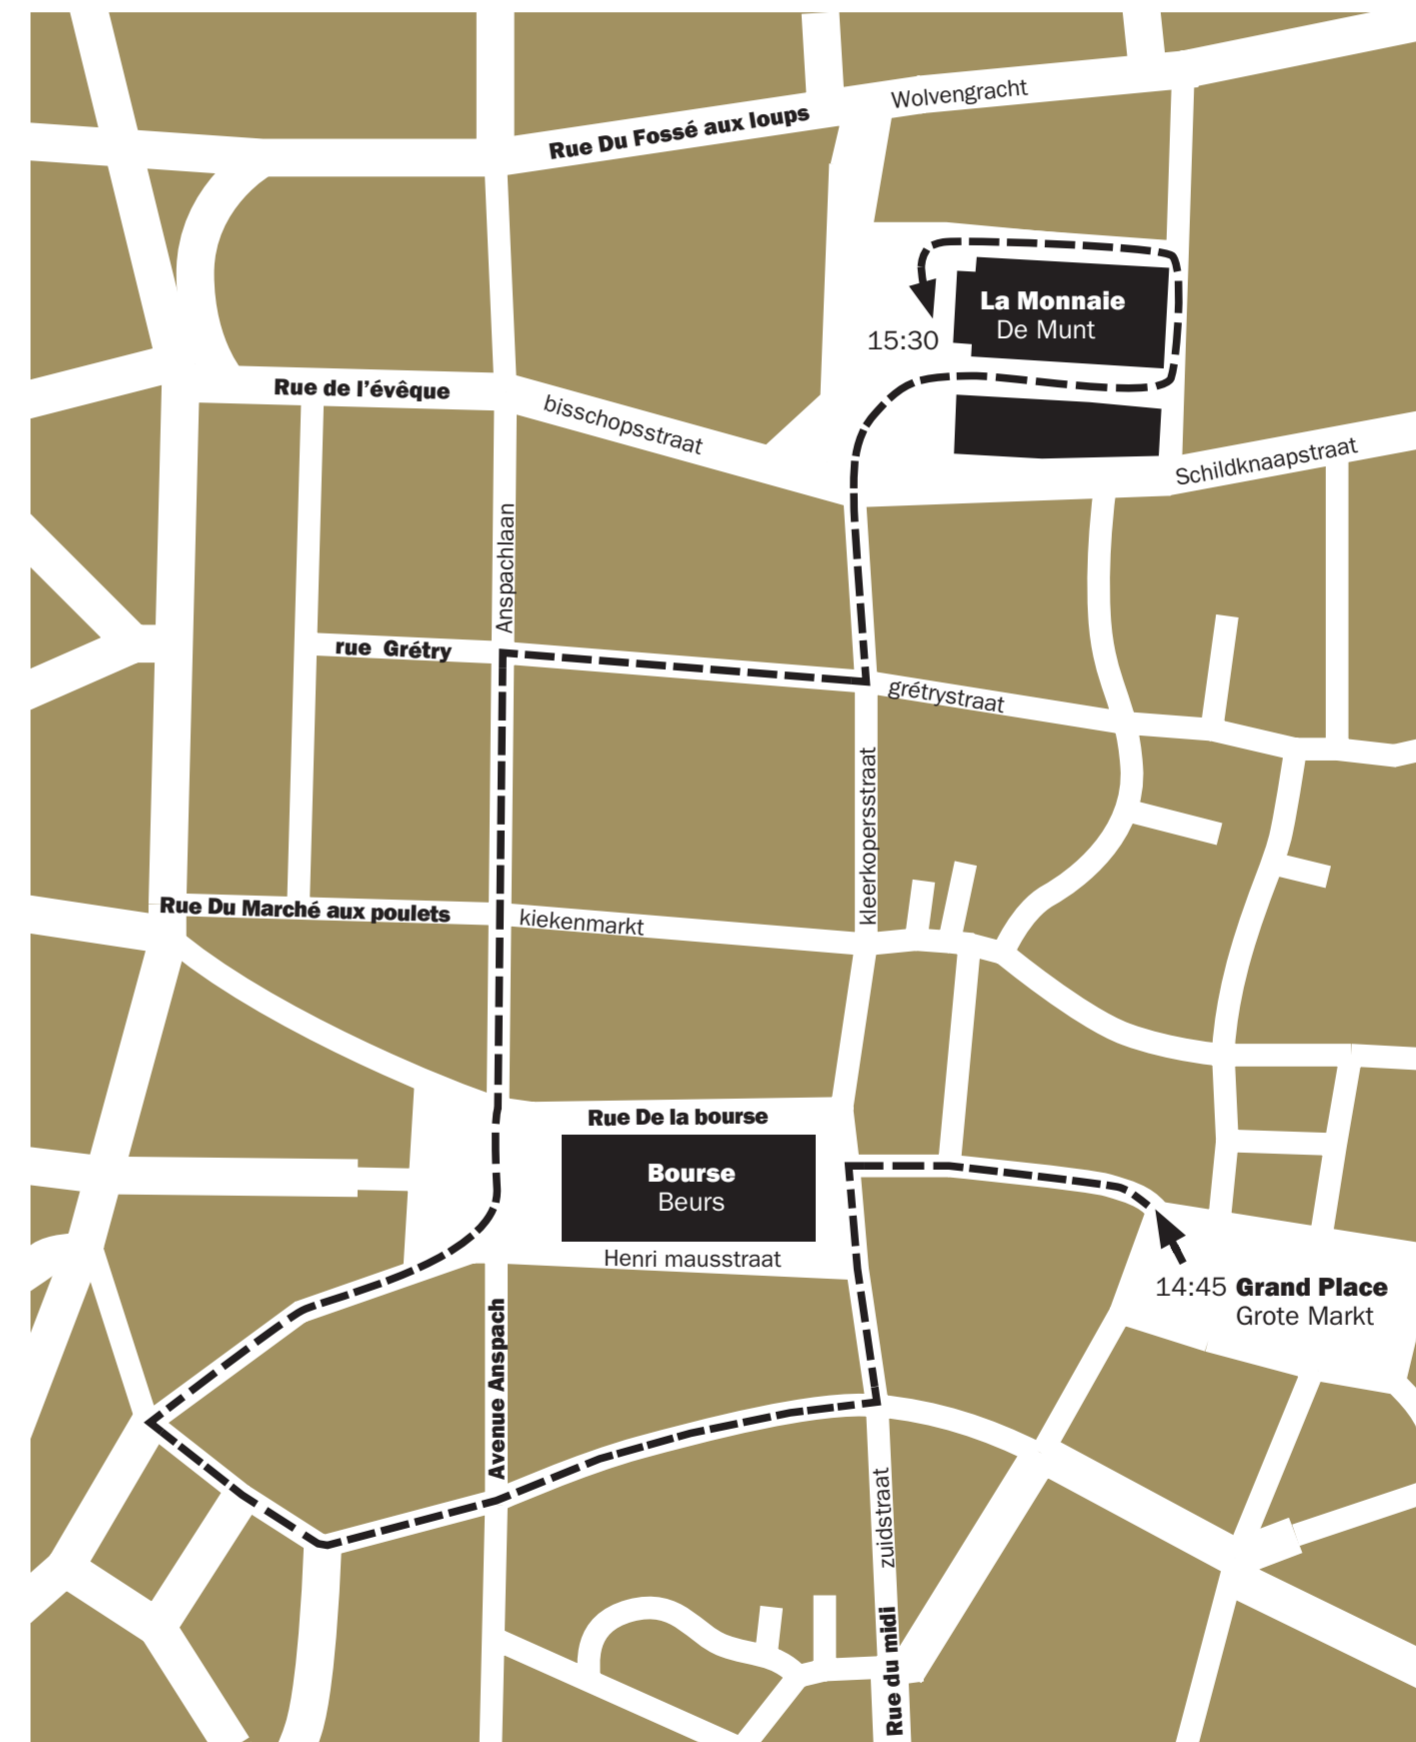 Wolvengracht
Rue Du Fossé aux loups
La Monnaie
De Munt
15:30
Rue de l'évêque
bisschopsstraat
Schildknaapstraat
Anspachlaan
rue Grétry
grétrystraat
kleerkopersstraat
Rue Du Marché aux poulets
kiekenmarkt
Rue De la bourse
Bourse
Beurs
Henri mausstraat
14:45 Grand Place
Grote Markt
Avenue Anspach
zuidstraat
Rue du midi